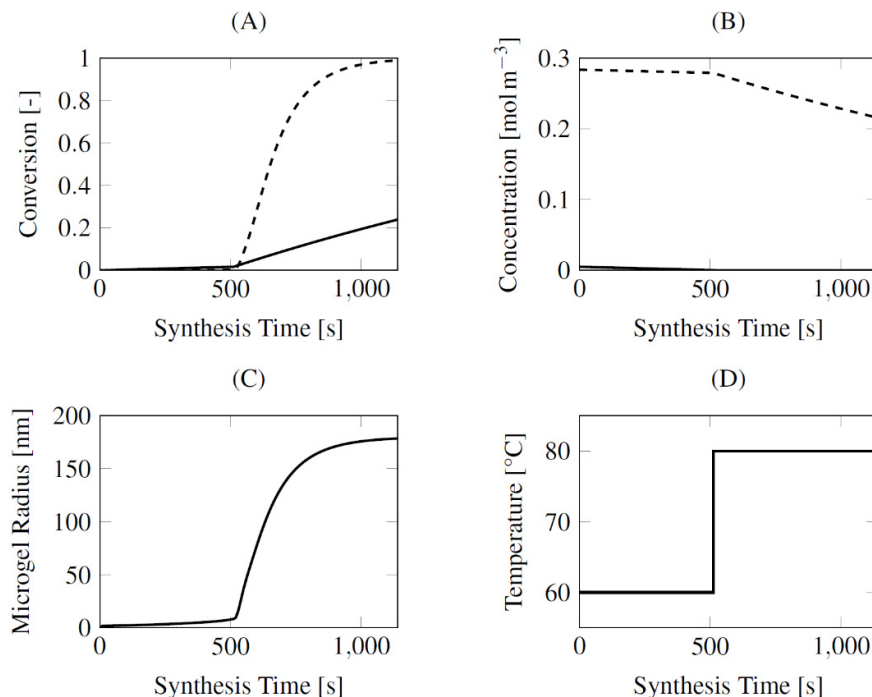 (A)
Conversion [-]
1
0.8
0.6
0.4
0.2
0
0
500
1,000
Synthesis Time [s]
(B)
Concentration [mol m⁻³]
0.3
0.2
0.1
0
0
500
1,000
Synthesis Time [s]
(C)
Microgel Radius [nm]
200
150
100
50
0
0
500
1,000
Synthesis Time [s]
(D)
Temperature [°C]
80
70
60
0
500
1,000
Synthesis Time [s]